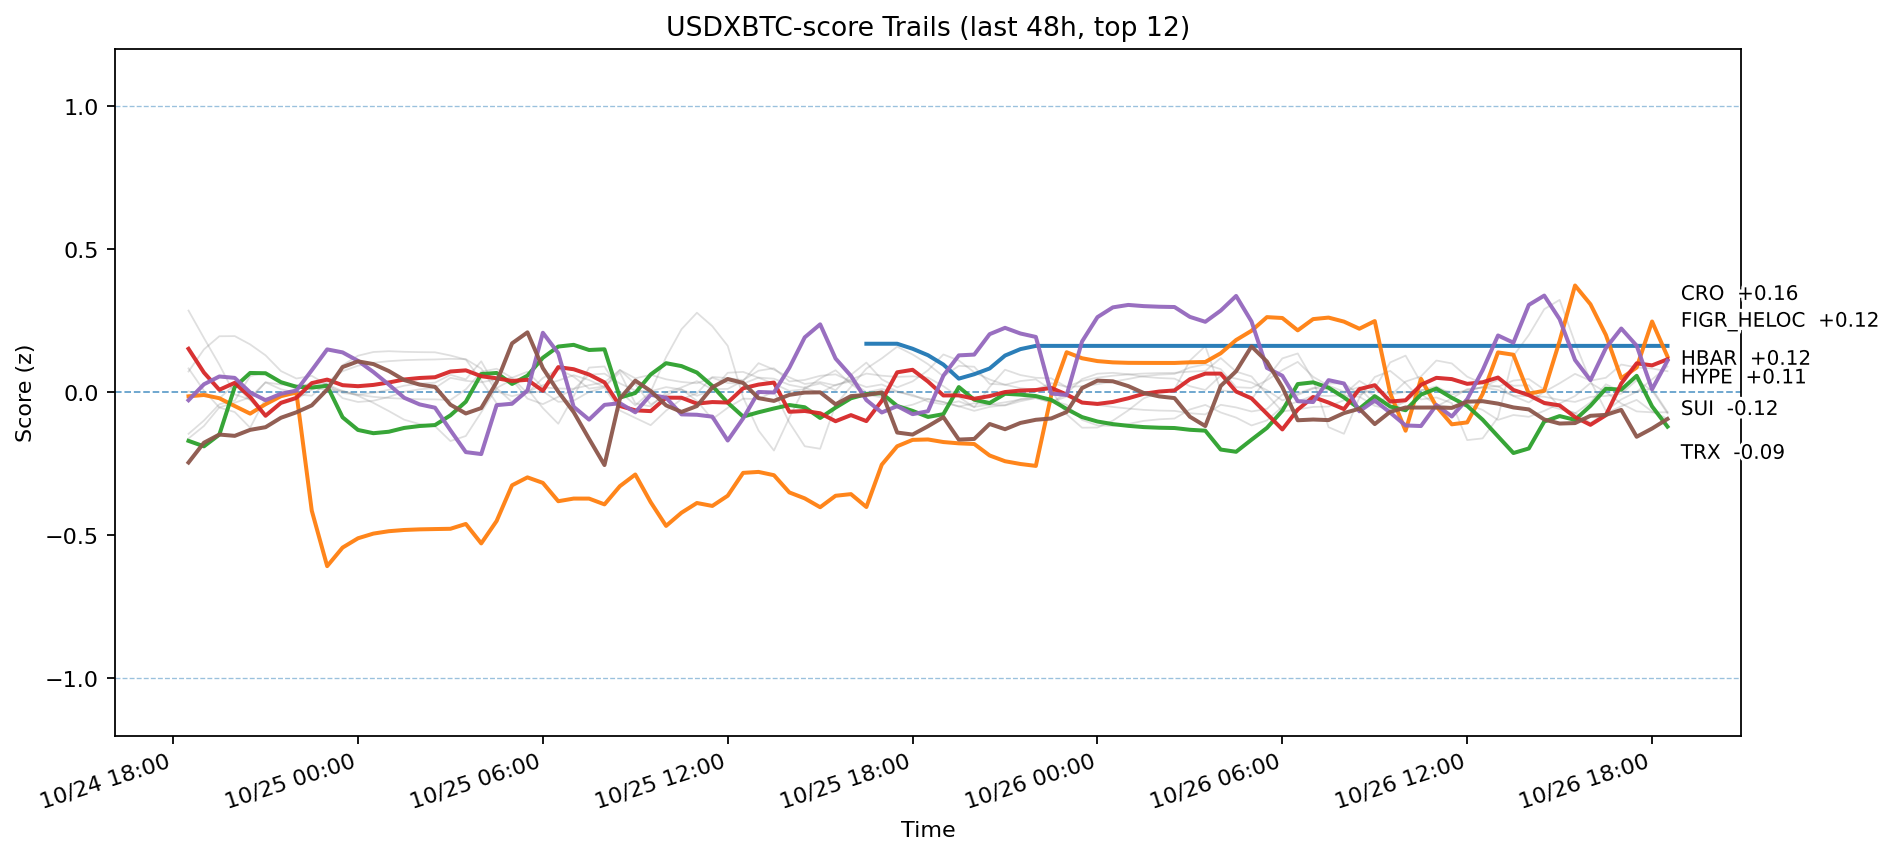 USDXBTC-score Trails (last 48h, top 12)
Score (z)
1.0
0.5
0.0
−0.5
−1.0
CRO +0.16
FIGR_HELOC +0.12
HBAR +0.12
HYPE +0.11
SUI -0.12
TRX -0.09
10/24 18:00
10/25 00:00
10/25 06:00
10/25 12:00
10/25 18:00
10/26 00:00
10/26 06:00
10/26 12:00
10/26 18:00
Time